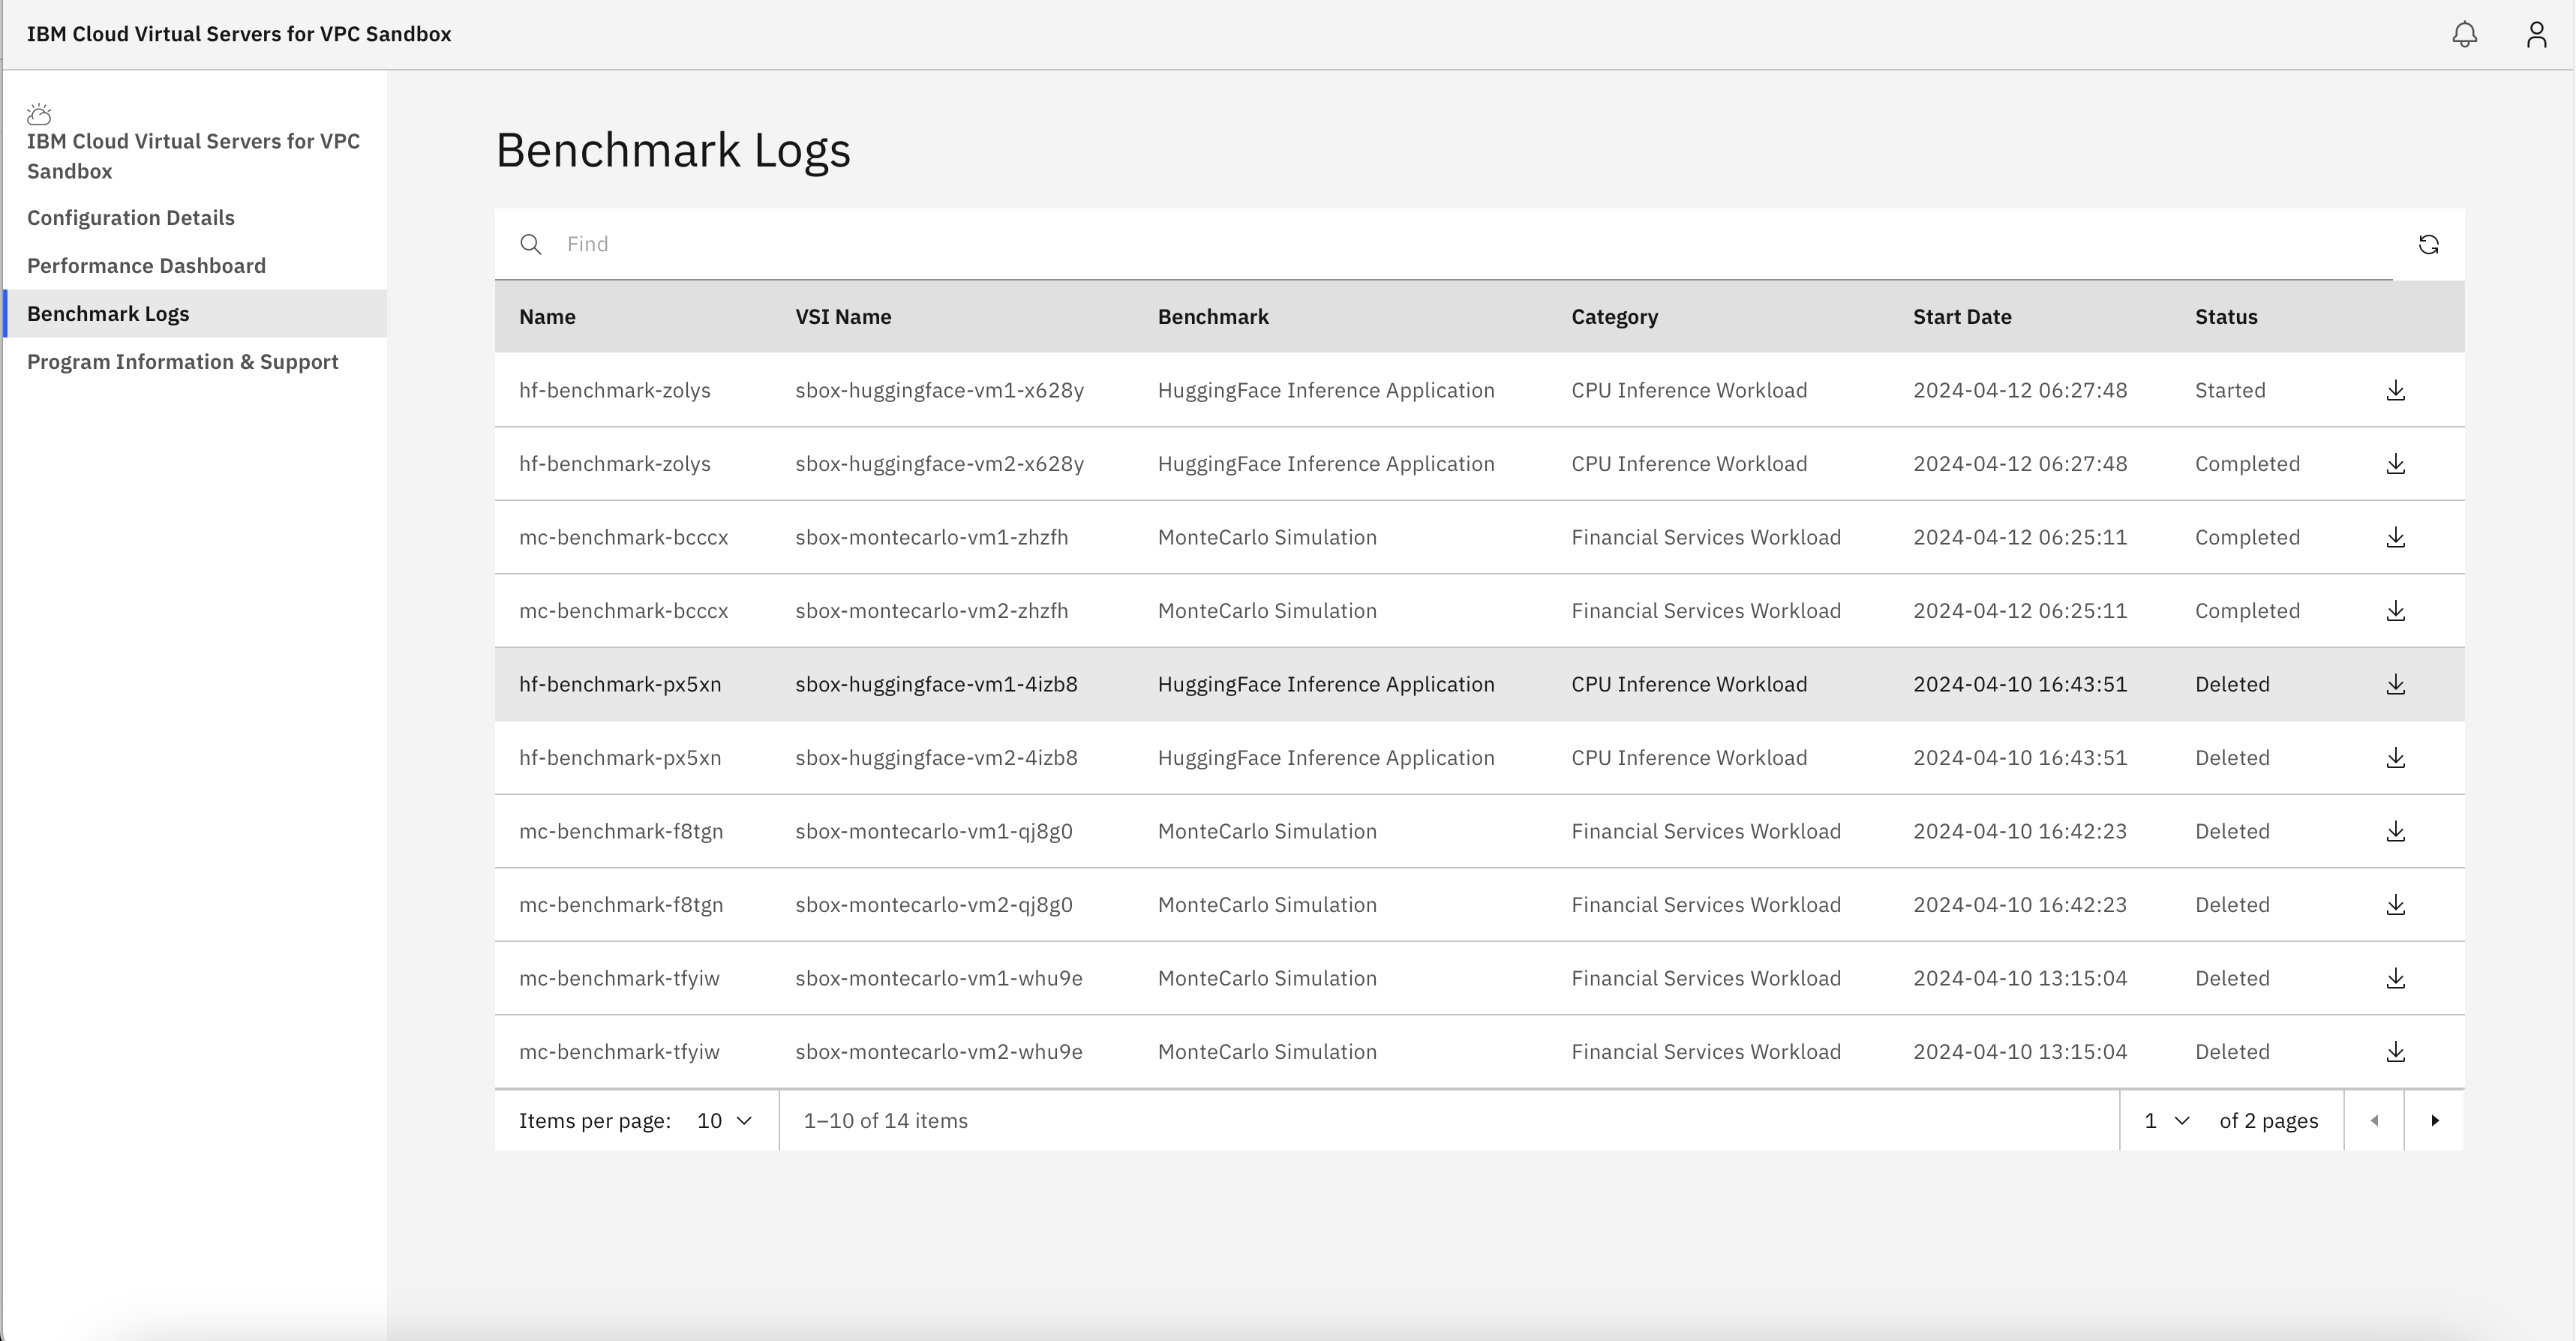 IBM Cloud Virtual Servers for VPC Sandbox
IBM Cloud Virtual Servers for VPC
Sandbox
Configuration Details
Performance Dashboard
Benchmark Logs
Program Information & Support
Benchmark Logs
Find
Name VSI Name Benchmark Category Start Date Status
hf-benchmark-zolys sbox-huggingface-vm1-x628y HuggingFace Inference Application CPU Inference Workload 2024-04-12 06:27:48 Started
hf-benchmark-zolys sbox-huggingface-vm2-x628y HuggingFace Inference Application CPU Inference Workload 2024-04-12 06:27:48 Completed
mc-benchmark-bcccx sbox-montecarlo-vm1-zhzfh MonteCarlo Simulation Financial Services Workload 2024-04-12 06:25:11 Completed
mc-benchmark-bcccx sbox-montecarlo-vm2-zhzfh MonteCarlo Simulation Financial Services Workload 2024-04-12 06:25:11 Completed
hf-benchmark-px5xn sbox-huggingface-vm1-4izb8 HuggingFace Inference Application CPU Inference Workload 2024-04-10 16:43:51 Deleted
hf-benchmark-px5xn sbox-huggingface-vm2-4izb8 HuggingFace Inference Application CPU Inference Workload 2024-04-10 16:43:51 Deleted
mc-benchmark-f8tgn sbox-montecarlo-vm1-qj8g0 MonteCarlo Simulation Financial Services Workload 2024-04-10 16:42:23 Deleted
mc-benchmark-f8tgn sbox-montecarlo-vm2-qj8g0 MonteCarlo Simulation Financial Services Workload 2024-04-10 16:42:23 Deleted
mc-benchmark-tfyiw sbox-montecarlo-vm1-whu9e MonteCarlo Simulation Financial Services Workload 2024-04-10 13:15:04 Deleted
mc-benchmark-tfyiw sbox-montecarlo-vm2-whu9e MonteCarlo Simulation Financial Services Workload 2024-04-10 13:15:04 Deleted
Items per page: 10 1–10 of 14 items 1 of 2 pages